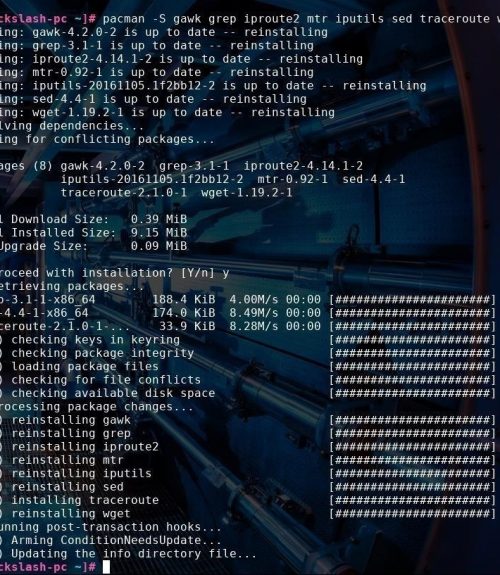 ckslash-pc ~]# pacman -S gawk grep iproute2 mtr iputils sed traceroute w
ing: gawk-4.2.0-2 is up to date -- reinstalling
ing: grep-3.1-1 is up to date -- reinstalling
ing: iproute2-4.14.1-2 is up to date -- reinstalling
ing: mtr-0.92-1 is up to date -- reinstalling
ing: iputils-20161105.1f2bb12-2 is up to date -- reinstalling
ing: sed-4.4-1 is up to date -- reinstalling
ing: wget-1.19.2-1 is up to date -- reinstalling
lving dependencies...
ing for conflicting packages...
ages (8) gawk-4.2.0-2  grep-3.1-1  iproute2-4.14.1-2
iputils-20161105.1f2bb12-2  mtr-0.92-1  sed-4.4-1
traceroute-2.1.0-1  wget-1.19.2-1
l Download Size:   0.39 MiB
l Installed Size:  9.15 MiB
Upgrade Size:      0.09 MiB
roceed with installation? [Y/n] y
etrieving packages...
p-3.1-1-x86_64        188.4 KiB  4.00M/s 00:00 [######################]
-4.4-1-x86_64         174.0 KiB  8.49M/s 00:00 [######################]
ceroute-2.1.0-1-...    33.9 KiB  8.28M/s 00:00 [######################]
) checking keys in keyring                     [######################]
) checking package integrity                   [######################]
) loading package files                        [######################]
) checking for file conflicts                  [######################]
) checking available disk space                [######################]
rocessing package changes...
) reinstalling gawk                            [######################]
) reinstalling grep                            [######################]
) reinstalling iproute2                        [######################]
) reinstalling mtr                             [######################]
) reinstalling iputils                         [######################]
) reinstalling sed                             [######################]
) installing traceroute                        [######################]
) reinstalling wget                            [######################]
unning post-transaction hooks...
) Arming ConditionNeedsUpdate...
) Updating the info directory file...
ckslash-pc ~]#